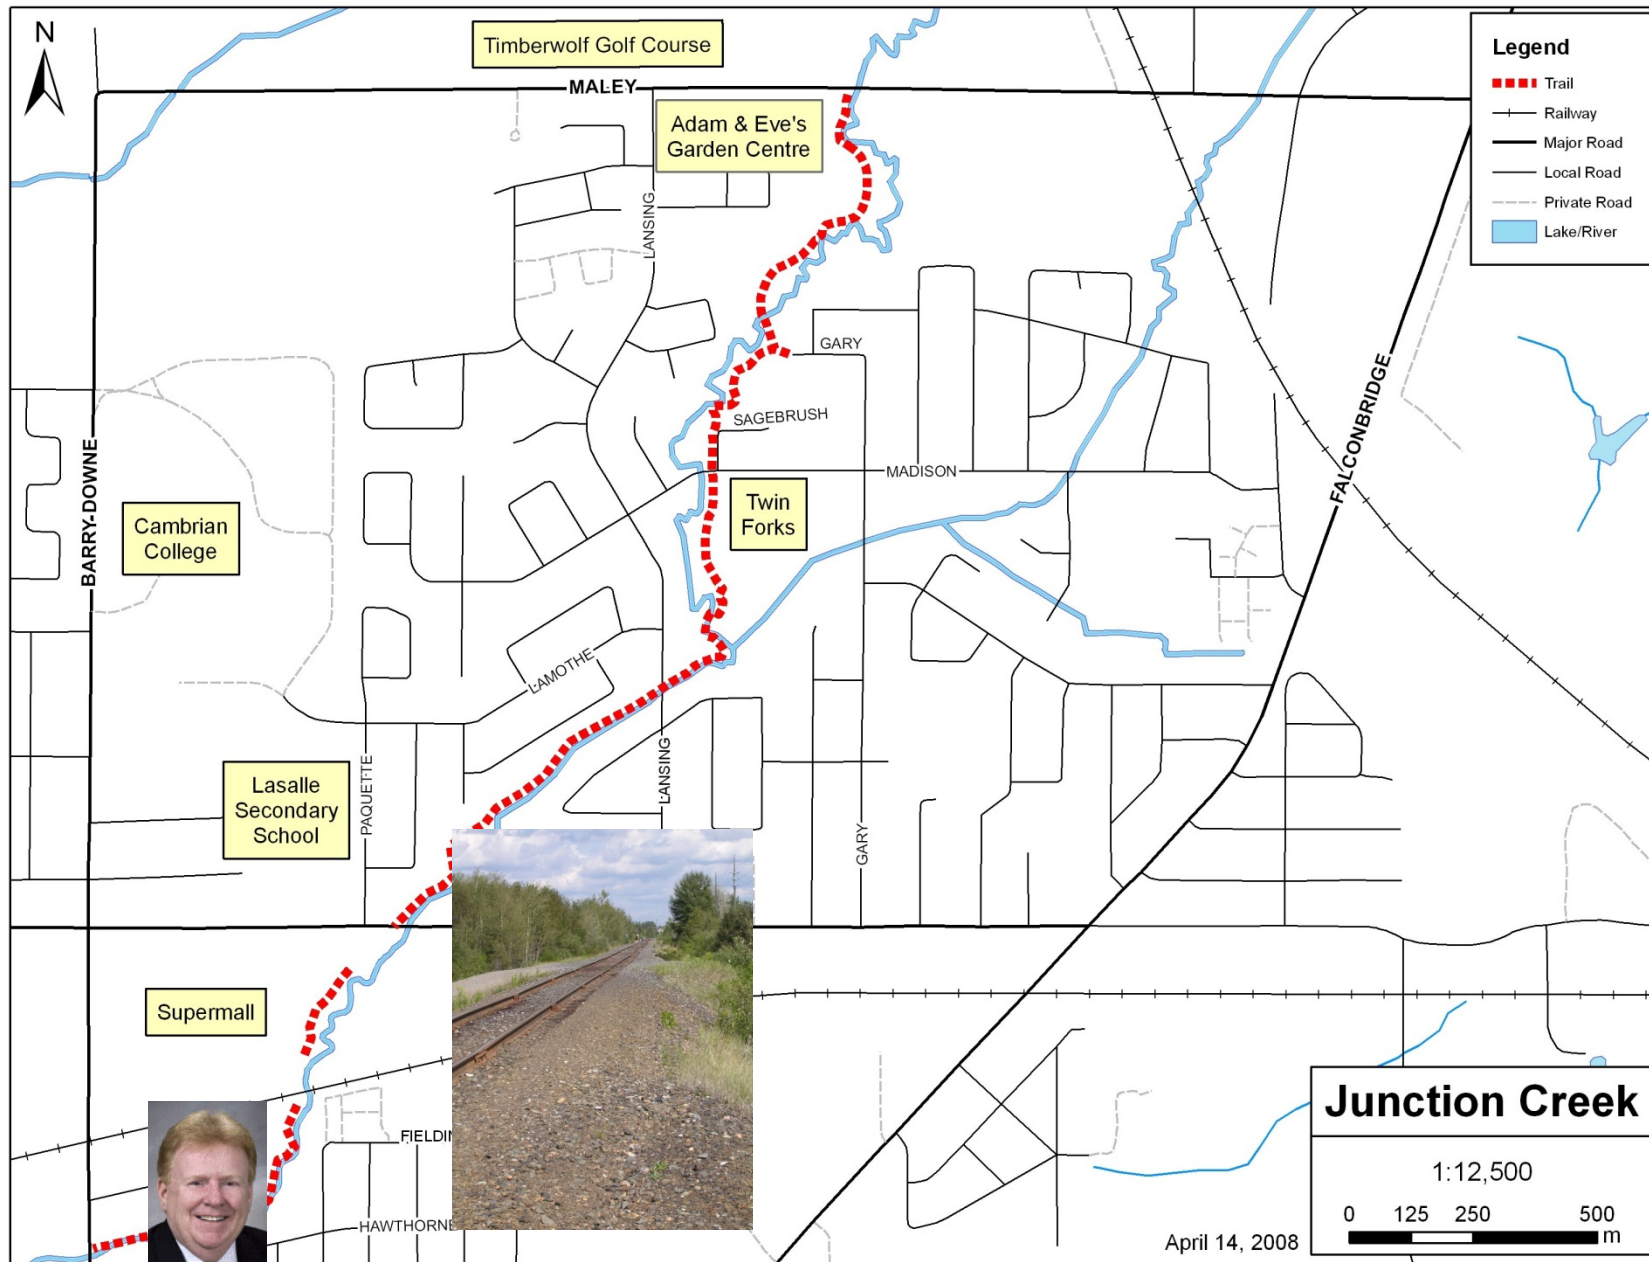 N
Timberwolf Golf Course
MALEY
Adam & Eve's
Garden Centre
LANSING
Legend
Trail
Railway
Major Road
Local Road
Private Road
Lake/River
GARY
SAGEBRUSH
MADISON
FALCONBRIDGE
BARRY-DOWNE
Cambrian
College
Twin
Forks
LAMOTHE
LANSING
PAQUETTE
Lasalle
Secondary
School
GARY
Supermall
FIELDIN
HAWTHORNE
Junction Creek
1:12,500
0 125 250 500
m
April 14, 2008